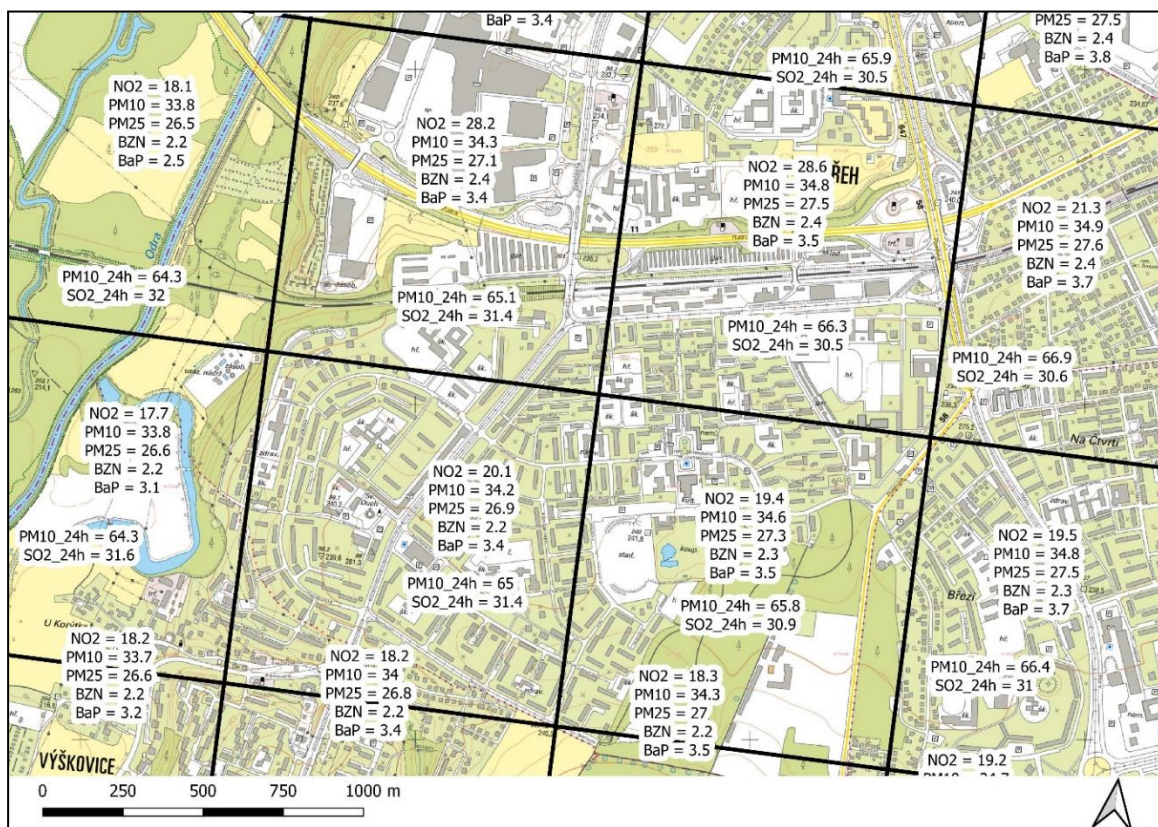 BaP = 3.4
PM25 = 27.5
BZN = 2.4
BaP = 3.8
PM10_24h = 65.9
SO2_24h = 30.5
NO2 = 18.1
PM10 = 33.8
PM25 = 26.5
BZN = 2.2
BaP = 2.5
NO2 = 28.2
PM10 = 34.3
PM25 = 27.1
BZN = 2.4
BaP = 3.4
NO2 = 28.6
PM10 = 34.8
PM25 = 27.5
BZN = 2.4
BaP = 3.5
ŘEH
NO2 = 21.3
PM10 = 34.9
PM25 = 27.6
BZN = 2.4
BaP = 3.7
Odra
11
58
PM10_24h = 64.3
SO2_24h = 32
PM10_24h = 65.1
SO2_24h = 31.4
PM10_24h = 66.3
SO2_24h = 30.5
PM10_24h = 66.9
SO2_24h = 30.6
Na Čtvrti
NO2 = 17.7
PM10 = 33.8
PM25 = 26.6
BZN = 2.2
BaP = 3.1
NO2 = 20.1
PM10 = 34.2
PM25 = 26.9
BZN = 2.2
BaP = 3.4
Sv. Duch
NO2 = 19.4
PM10 = 34.6
PM25 = 27.3
BZN = 2.3
BaP = 3.5
stad.
koup.
NO2 = 19.5
PM10 = 34.8
PM25 = 27.5
BZN = 2.3
BaP = 3.7
Březí
PM10_24h = 64.3
SO2_24h = 31.6
PM10_24h = 65
SO2_24h = 31.4
PM10_24h = 65.8
SO2_24h = 30.9
PM10_24h = 66.4
SO2_24h = 31
NO2 = 18.2
PM10 = 33.7
PM25 = 26.6
BZN = 2.2
BaP = 3.2
NO2 = 18.2
PM10 = 34
PM25 = 26.8
BZN = 2.2
BaP = 3.4
NO2 = 18.3
PM10 = 34.3
PM25 = 27
BZN = 2.2
BaP = 3.5
NO2 = 19.2
VÝŠKOVICE
0 250 500 750 1000 m